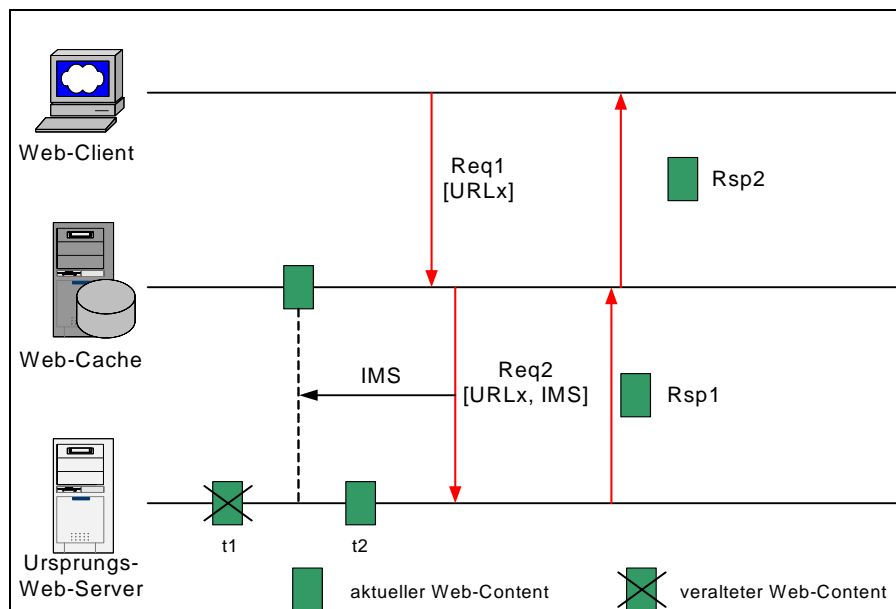 Web-Client
Req1
[URLx]
Rsp2
Web-Cache
IMS
Req2
[URLx, IMS]
Rsp1
t1
t2
Ursprungs-
Web-Server
aktueller Web-Content
veralteter Web-Content